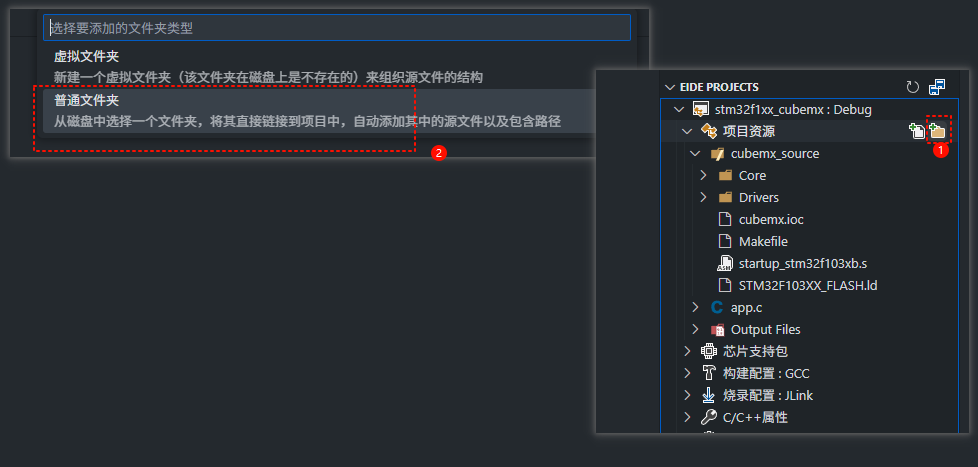 选择要添加的文件夹类型
虚拟文件夹
新建一个虚拟文件夹（该文件夹在磁盘上是不存在的）来组织源文件的结构
普通文件夹
从磁盘中选择一个文件夹，将其直接链接到项目中，自动添加其中的源文件以及包含路径
2
EIDE PROJECTS
stm32f1xx_cubemx : Debug
项目资源
1
cubemx_source
Core
Drivers
cubemx.ioc
Makefile
ASM startup_stm32f103xb.s
STM32F103XX_FLASH.ld
C app.c
Output Files
芯片支持包
构建配置 : GCC
烧录配置 : JLink
C/C++属性